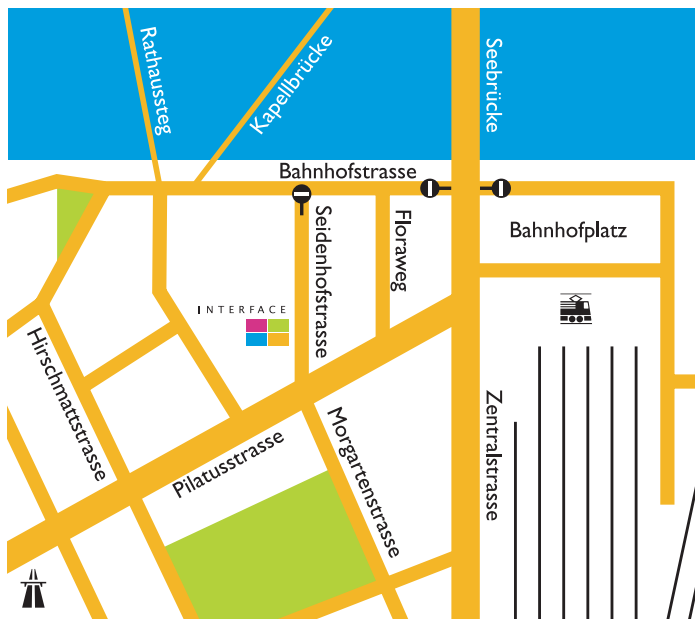 Rathaussteg
Kapellbrücke
Seebrücke
Bahnhofstrasse
Seidenhofstrasse
Floraweg
Bahnhofplatz
INTERFACE
Hirschmattstrasse
Pilatusstrasse
Morgartenstrasse
Zentralstrasse